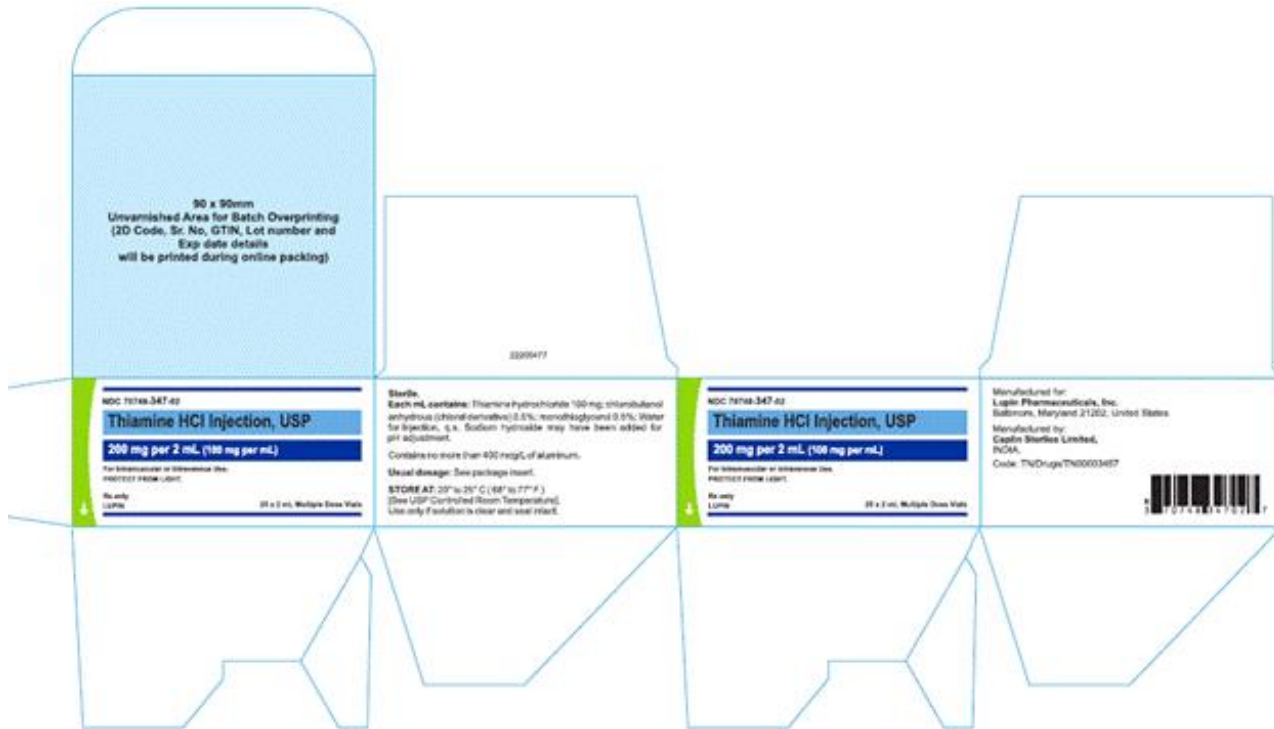 90 x 90mm
Unvarnished Area for Batch Overprinting
(2D Code, Sr. No, GTIN, Lot number and
Exp date details
will be printed during online packing)
NDC 70748-347-02
Thiamine HCl Injection, USP
200 mg per 2 mL (100 mg per mL)
For Intramuscular or Intravenous Use.
PROTECT FROM LIGHT.
Rx only
LUPIN
25 x 2 mL Multiple Dose Vials
Sterile.
Each mL contains: Thiamine hydrochloride 100 mg; chlorobutanol
anhydrous (chloral derivative) 0.5%; monothioglycerol 0.5%; Water
for Injection, q.s. Sodium hydroxide may have been added for
pH adjustment.
Contains no more than 400 mcg/L of aluminum.
Usual dosage: See package insert.
STORE AT: 20° to 25° C (68° to 77° F)
[See USP Controlled Room Temperature].
Use only if solution is clear and seal intact.
NDC 70748-347-02
Thiamine HCl Injection, USP
200 mg per 2 mL (100 mg per mL)
For Intramuscular or Intravenous Use.
PROTECT FROM LIGHT.
Rx only
LUPIN
25 x 2 mL Multiple Dose Vials
Manufactured for:
Lupin Pharmaceuticals, Inc.
Baltimore, Maryland 21202, United States
Manufactured by:
Caplin Steriles Limited,
INDIA.